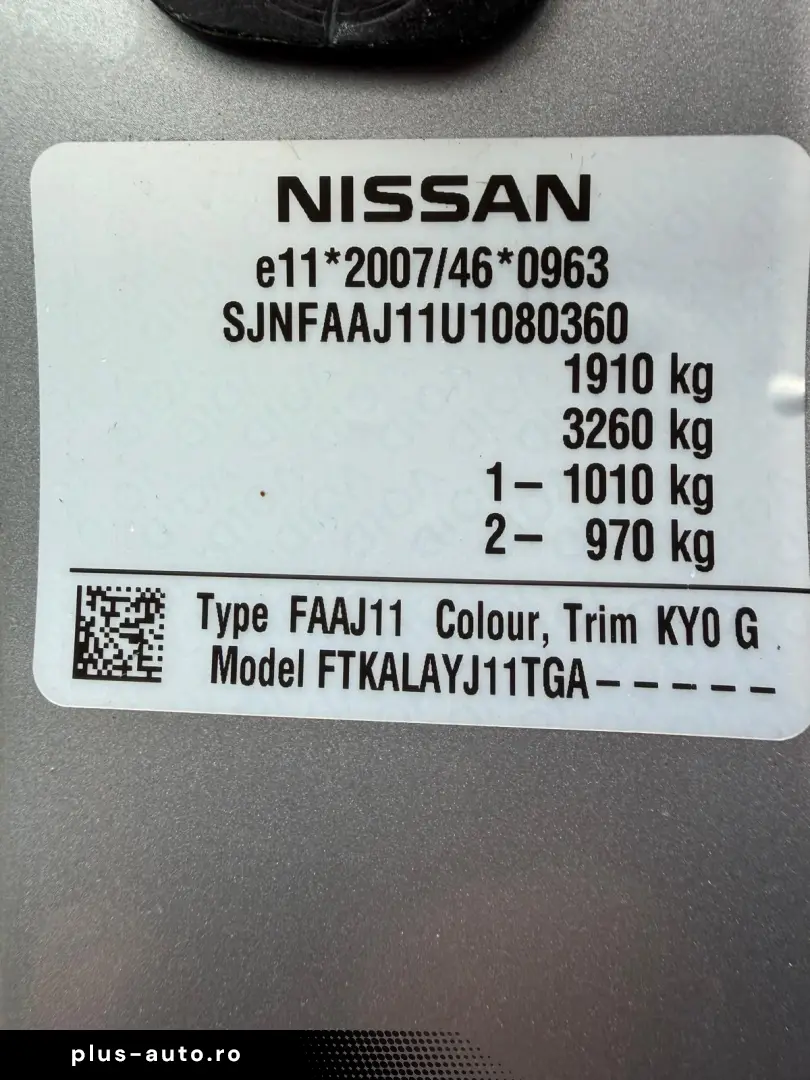 NISSAN
e11*2007/46*0963
SJNFAAJ11U1080360
1910 kg
3260 kg
1– 1010 kg
2– 970 kg
Type FAAJ11 Colour, Trim KY0 G
Model FTKALAYJ11TGA–––––
plus-auto.ro